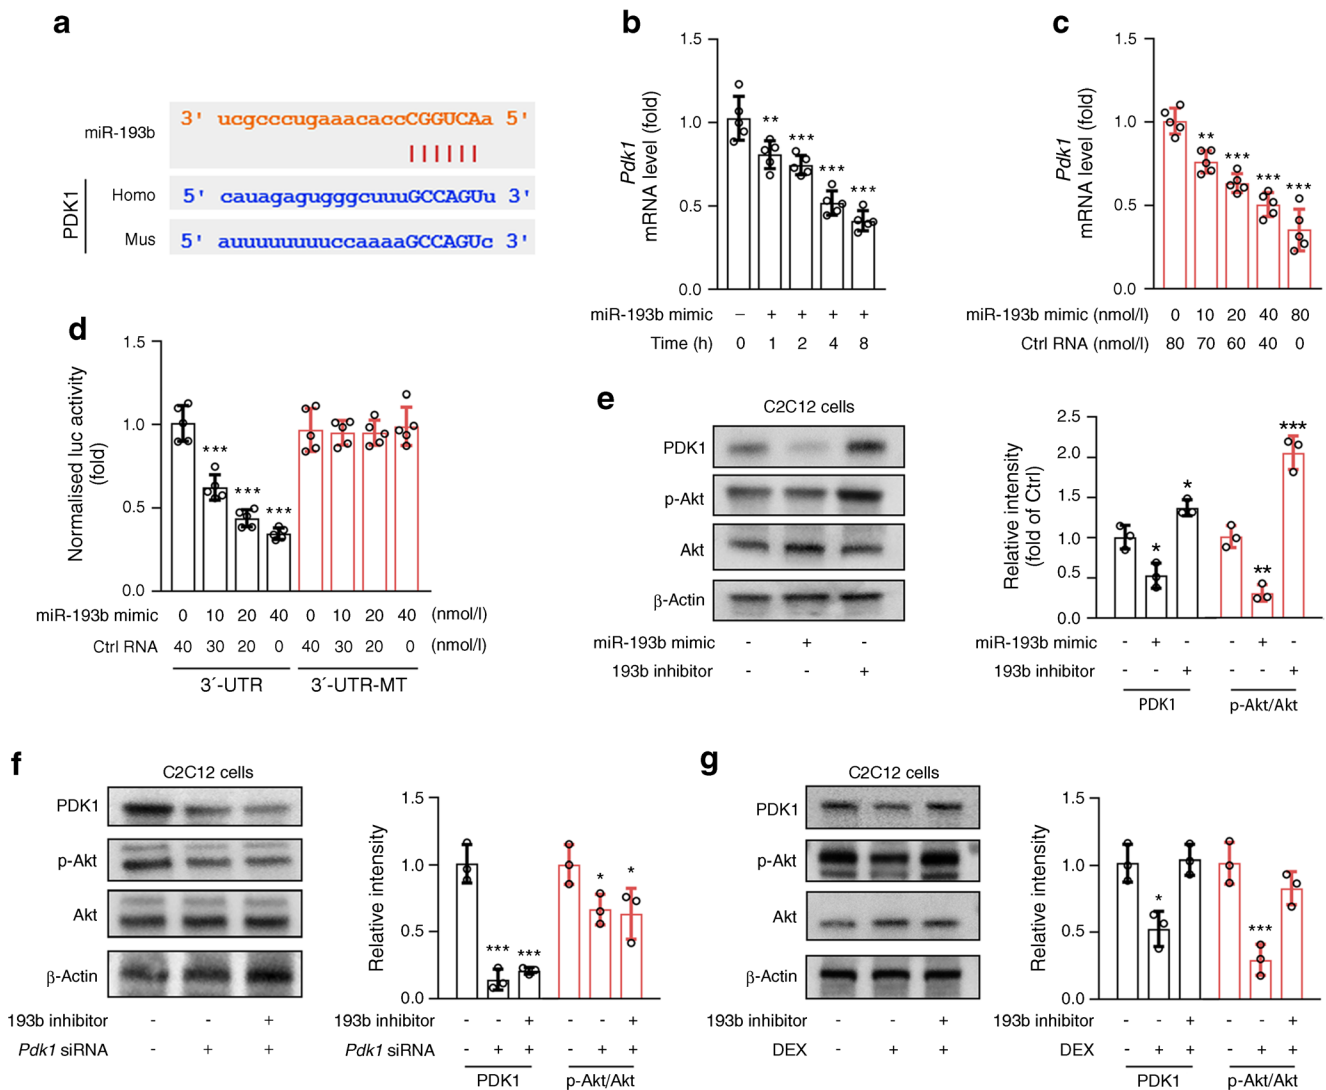 a
miR-193b
3' ucgcccugaaacaccCGGUCAa 5'
PDK1
Homo
5' cauagagugggcuuuGCCAGUu 3'
Mus
5' auuuuuuuuccaaaaGCCAGUc 3'
b
Pdk1
mRNA level (fold)
1.5
1.0
0.5
0.0
** *** *** ***
miR-193b mimic – + + + +
Time (h) 0 1 2 4 8
c
Pdk1
mRNA level (fold)
1.5
1.0
0.5
0.0
** *** *** ***
miR-193b mimic (nmol/l) 0 10 20 40 80
Ctrl RNA (nmol/l) 80 70 60 40 0
d
Normalised luc activity
(fold)
1.5
1.0
0.5
0.0
*** *** ***
miR-193b mimic 0 10 20 40 0 10 20 40 (nmol/l)
Ctrl RNA 40 30 20 0 40 30 20 0 (nmol/l)
3´-UTR 3´-UTR-MT
e
C2C12 cells
PDK1
p-Akt
Akt
β-Actin
miR-193b mimic - + -
193b inhibitor - - +
Relative intensity
(fold of Ctrl)
2.5
2.0
1.5
1.0
0.5
0.0
* * ** ***
miR-193b mimic - + - - + -
193b inhibitor - - + - - +
PDK1 p-Akt/Akt
f
C2C12 cells
PDK1
p-Akt
Akt
β-Actin
193b inhibitor - - +
Pdk1 siRNA - + +
Relative intensity
1.5
1.0
0.5
0.0
*** *** * *
193b inhibitor - - + - - +
Pdk1 siRNA - + + - + +
PDK1 p-Akt/Akt
g
C2C12 cells
PDK1
p-Akt
Akt
β-Actin
193b inhibitor - - +
DEX - + +
Relative intensity
1.5
1.0
0.5
0.0
* ***
193b inhibitor - - + - - +
DEX - + + - + +
PDK1 p-Akt/Akt